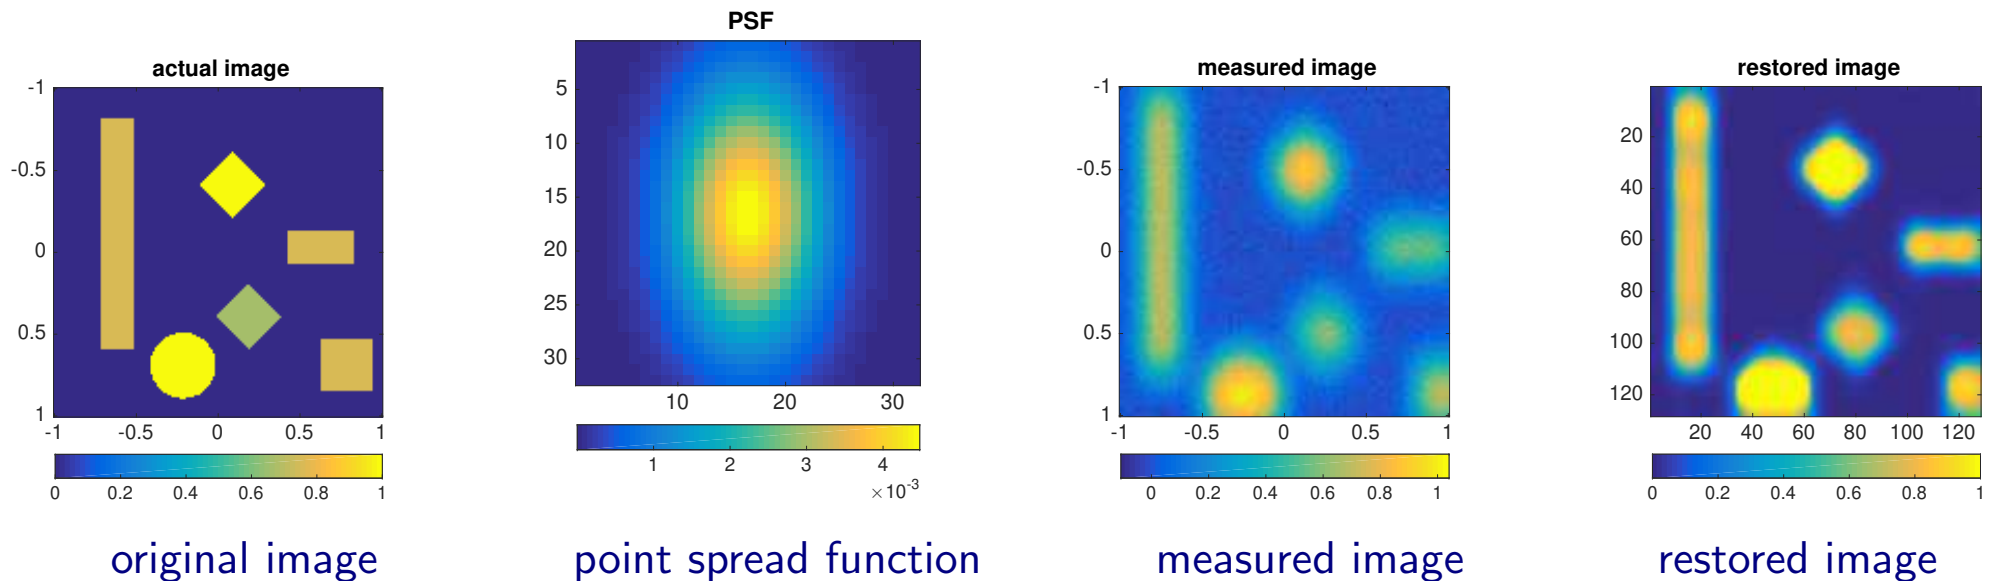 actual image
-1
-0.5
0
0.5
1
-1 -0.5 0 0.5 1
0 0.2 0.4 0.6 0.8 1
original image
PSF
5
10
15
20
25
30
10 20 30
1 2 3 4
×10-3
point spread function
measured image
-1
-0.5
0
0.5
1
-1 -0.5 0 0.5 1
0 0.2 0.4 0.6 0.8 1
measured image
restored image
20
40
60
80
100
120
20 40 60 80 100 120
0 0.2 0.4 0.6 0.8 1
restored image